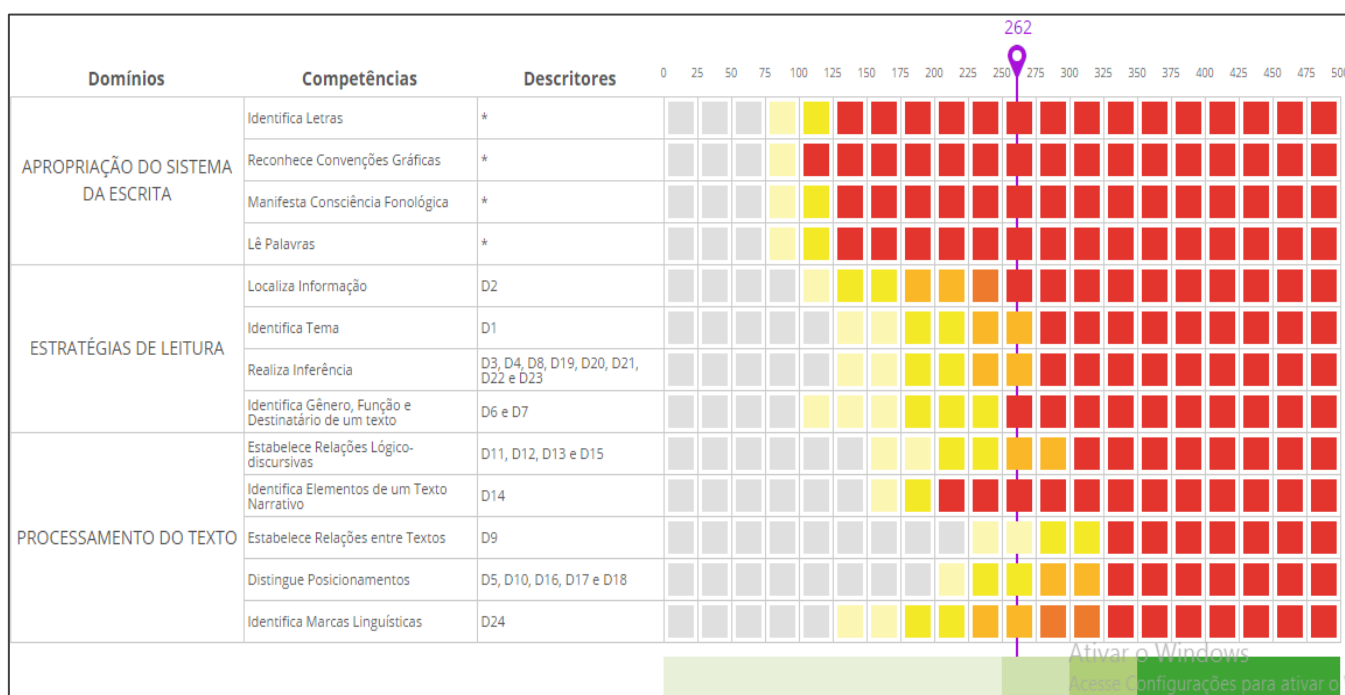 262
Domínios Competências Descritores 0 25 50 75 100 125 150 175 200 225 250 275 300 325 350 375 400 425 450 475 500
APROPRIAÇÃO DO SISTEMA
DA ESCRITA
Identifica Letras *
Reconhece Convenções Gráficas *
Manifesta Consciência Fonológica *
Lê Palavras *
ESTRATÉGIAS DE LEITURA
Localiza Informação D2
Identifica Tema D1
Realiza Inferência D3, D4, D8, D19, D20, D21,
D22 e D23
Identifica Gênero, Função e
Destinatário de um texto D6 e D7
PROCESSAMENTO DO TEXTO
Estabelece Relações Lógico-
discursivas D11, D12, D13 e D15
Identifica Elementos de um Texto
Narrativo D14
Estabelece Relações entre Textos D9
Distingue Posicionamentos D5, D10, D16, D17 e D18
Identifica Marcas Linguísticas D24
Ativar o Windows
Acesse Configurações para ativar o